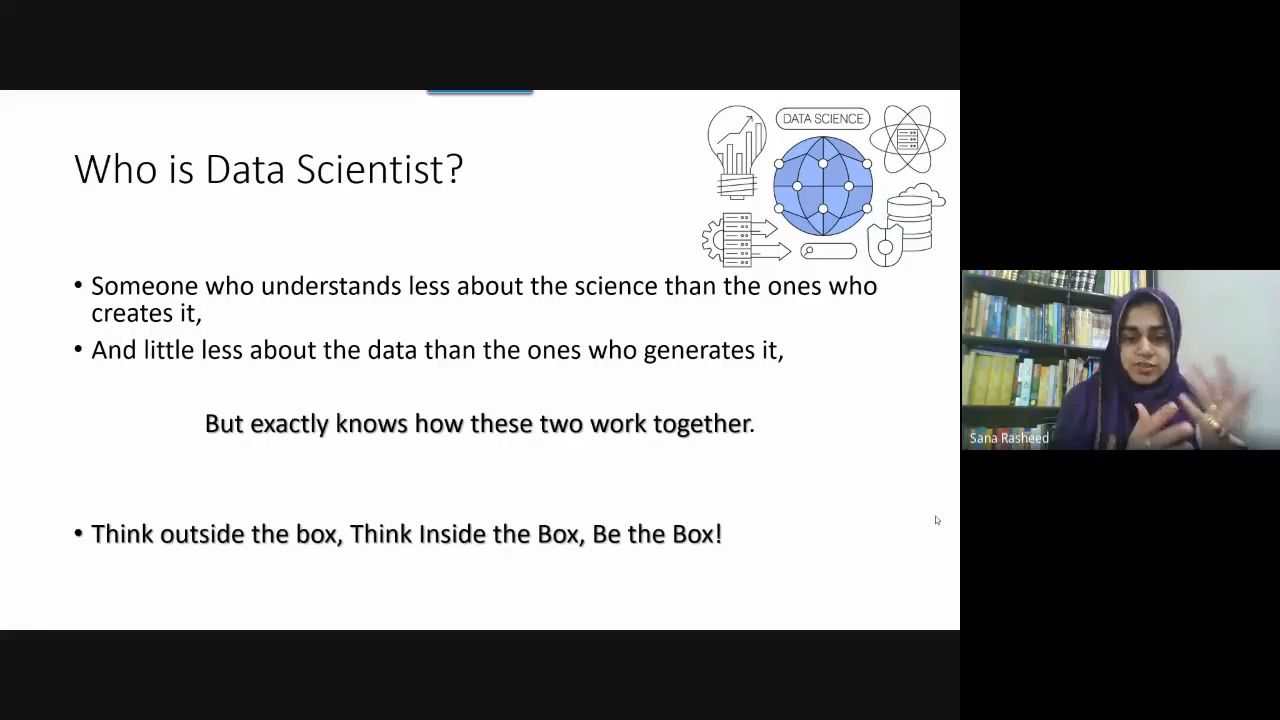 DATA SCIENCE
Who is Data Scientist?
• Someone who understands less about the science than the ones who
creates it,
• And little less about the data than the ones who generates it,
But exactly knows how these two work together.
• Think outside the box, Think Inside the Box, Be the Box!
Sana Rasheed